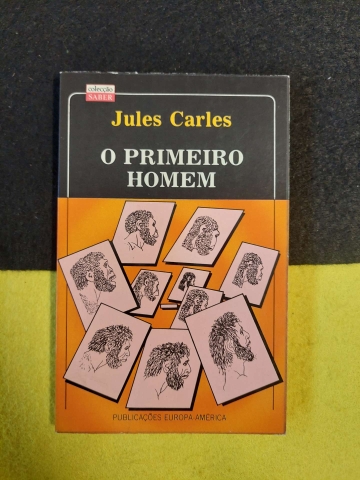 colecção
SABER
Jules Carles
O PRIMEIRO
HOMEM
PUBLICAÇÕES EUROPA-AMÉRICA